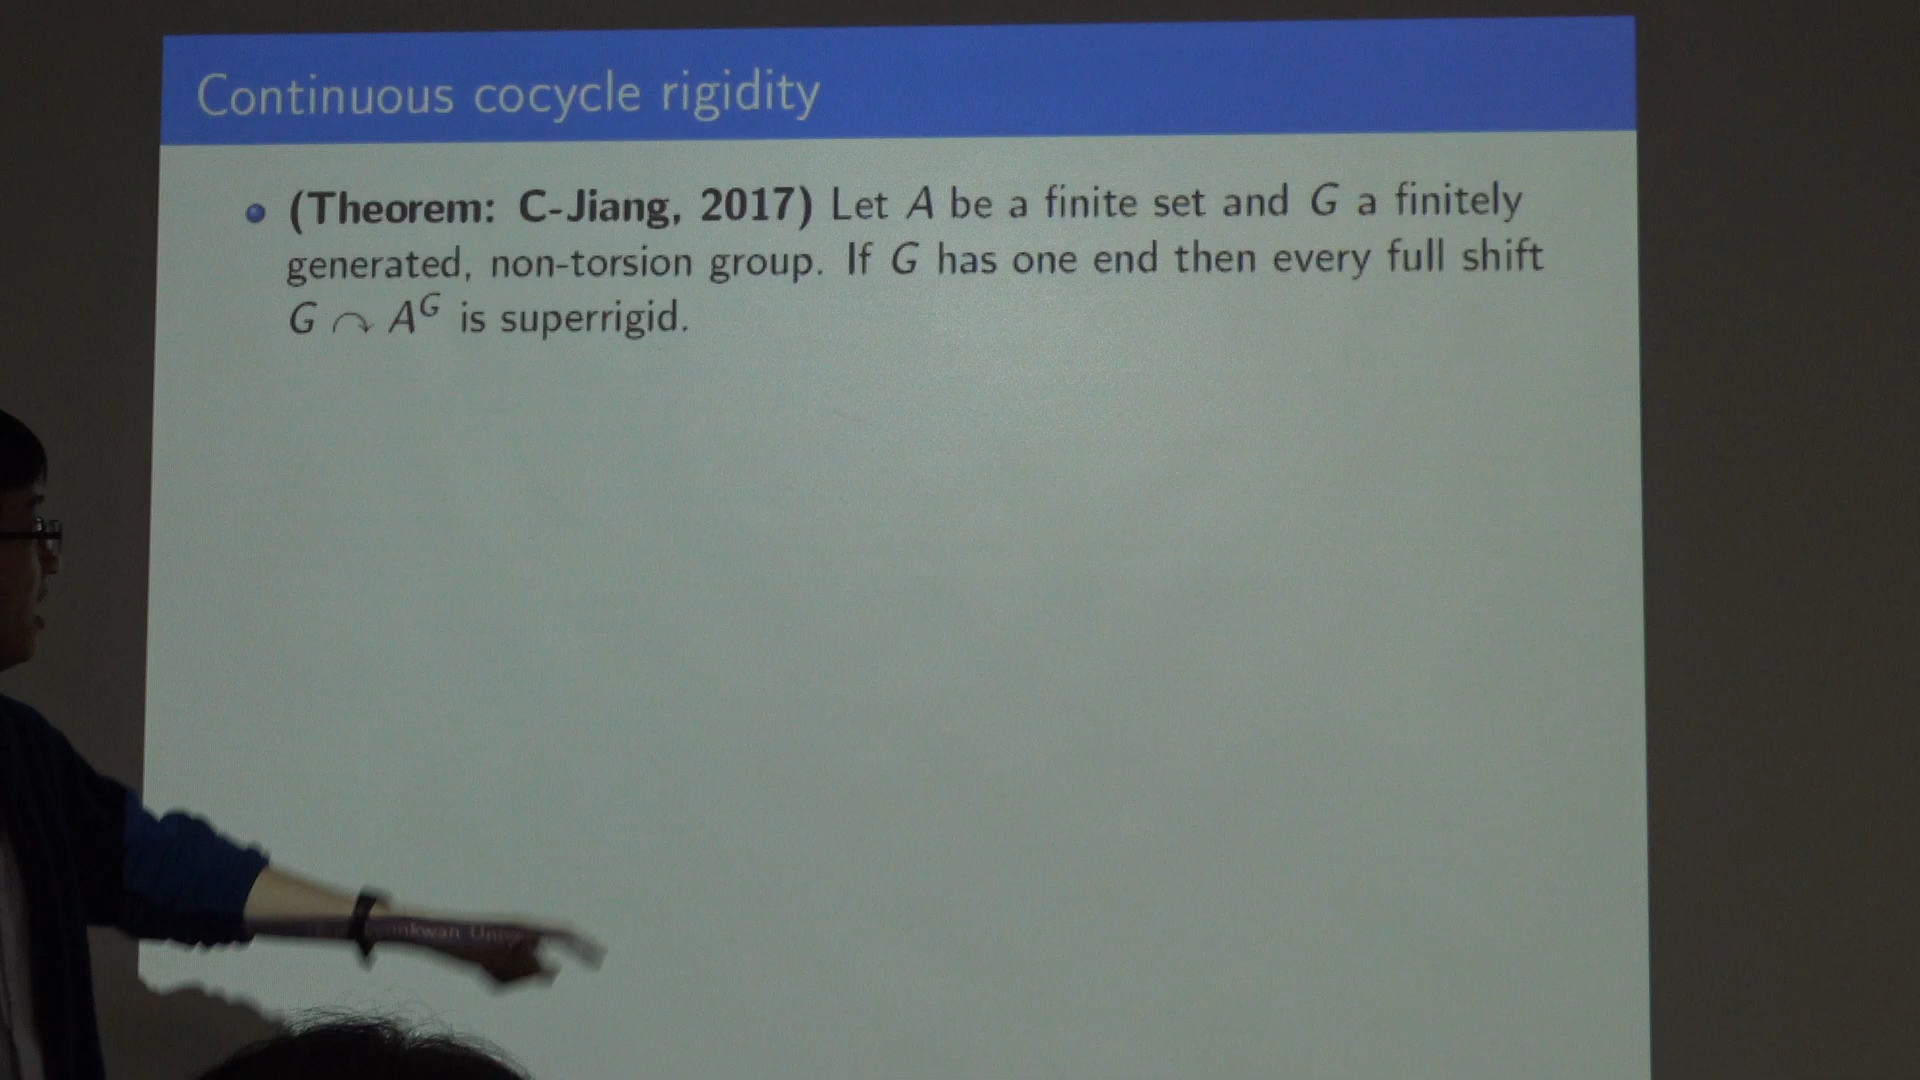 Continuous cocycle rigidity
(Theorem: C-Jiang, 2017) Let A be a finite set and G a finitely
generated, non-torsion group. If G has one end then every full shift
G ↷ A^G is superrigid.